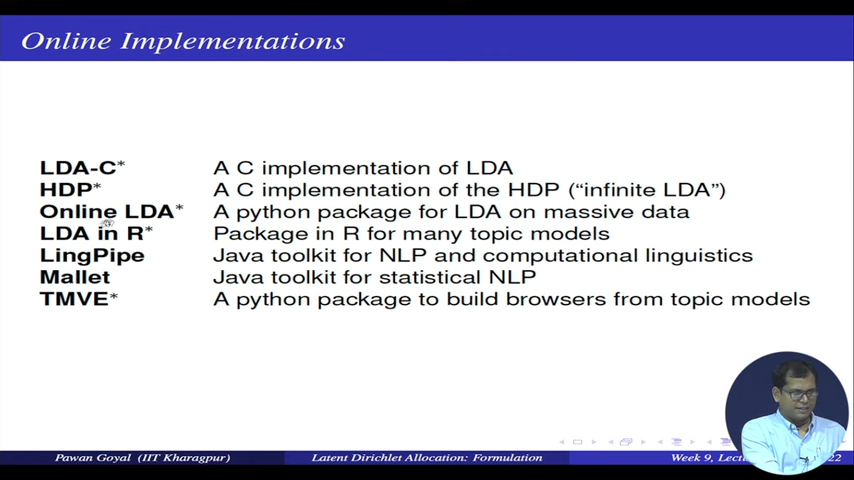 Online Implementations
LDA-C* A C implementation of LDA
HDP* A C implementation of the HDP (“infinite LDA”)
Online LDA* A python package for LDA on massive data
LDA in R* Package in R for many topic models
LingPipe Java toolkit for NLP and computational linguistics
Mallet Java toolkit for statistical NLP
TMVE* A python package to build browsers from topic models
Pawan Goyal (IIT Kharagpur) Latent Dirichlet Allocation: Formulation Week 9, 22